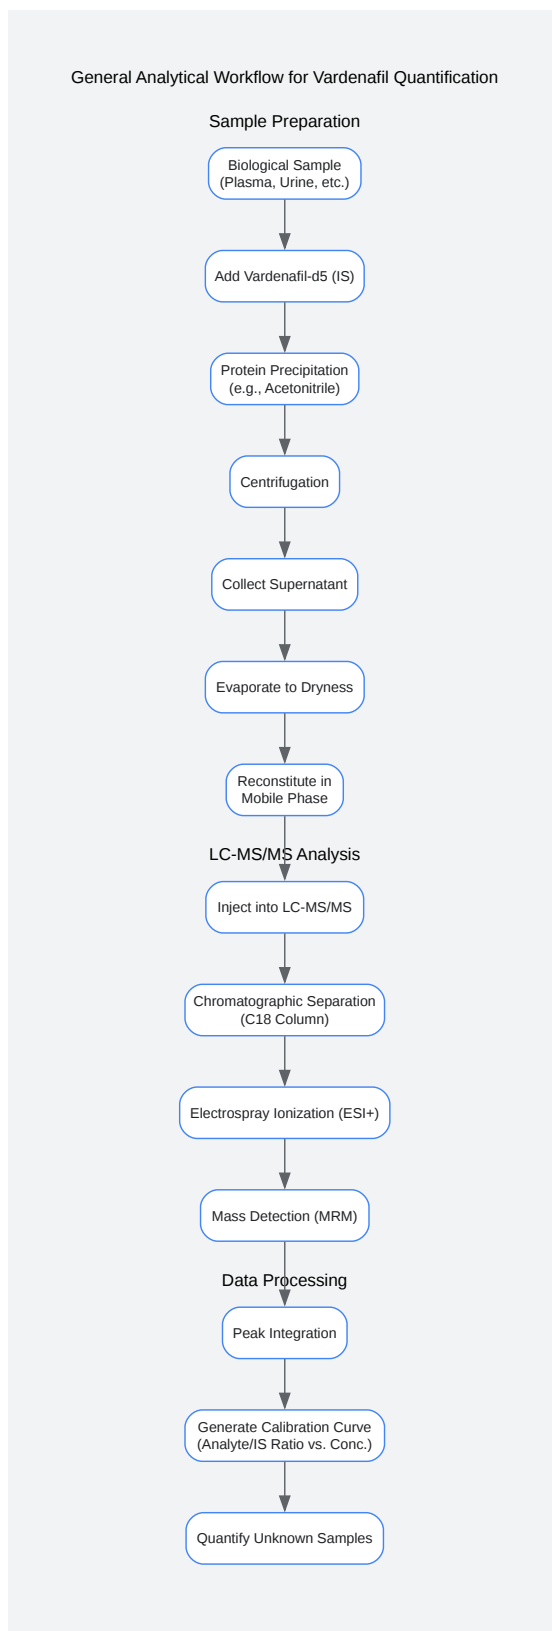 General Analytical Workflow for Vardenafil Quantification
Sample Preparation
Biological Sample
(Plasma, Urine, etc.)
Add Vardenafil-d5 (IS)
Protein Precipitation
(e.g., Acetonitrile)
Centrifugation
Collect Supernatant
Evaporate to Dryness
Reconstitute in
Mobile Phase
LC-MS/MS Analysis
Inject into LC-MS/MS
Chromatographic Separation
(C18 Column)
Electrospray Ionization (ESI+)
Mass Detection (MRM)
Data Processing
Peak Integration
Generate Calibration Curve
(Analyte/IS Ratio vs. Conc.)
Quantify Unknown Samples